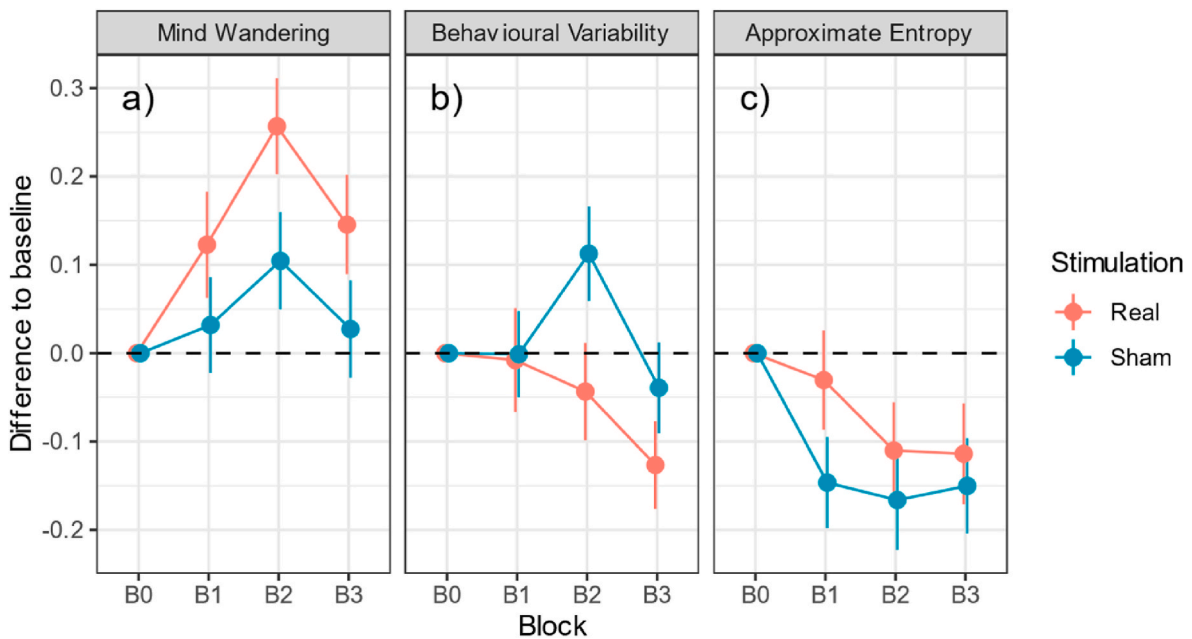 Mind Wandering
Behavioural Variability
Approximate Entropy
a)
b)
c)
Difference to baseline
0.3
0.2
0.1
0.0
-0.1
-0.2
B0 B1 B2 B3
B0 B1 B2 B3
B0 B1 B2 B3
Block
Stimulation
Real
Sham